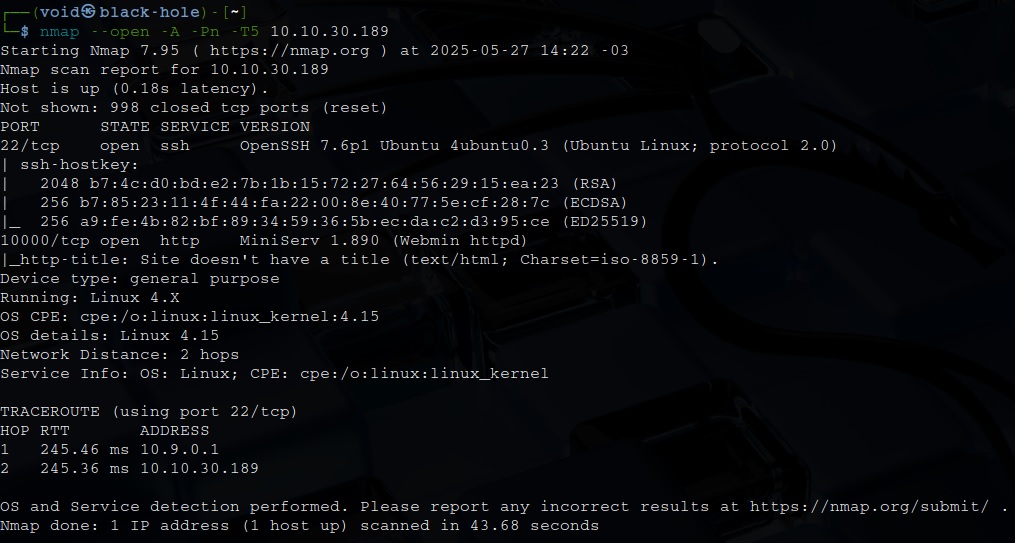 ┌──(void㉿black-hole)-[~]
└─$ nmap --open -A -Pn -T5 10.10.30.189
Starting Nmap 7.95 ( https://nmap.org ) at 2025-05-27 14:22 -03
Nmap scan report for 10.10.30.189
Host is up (0.18s latency).
Not shown: 998 closed tcp ports (reset)
PORT      STATE SERVICE VERSION
22/tcp    open  ssh     OpenSSH 7.6p1 Ubuntu 4ubuntu0.3 (Ubuntu Linux; protocol 2.0)
| ssh-hostkey:
|   2048 b7:4c:d0:bd:e2:7b:1b:15:72:27:64:56:29:15:ea:23 (RSA)
|   256 b7:85:23:11:4f:44:fa:22:00:8e:40:77:5e:cf:28:7c (ECDSA)
|_  256 a9:fe:4b:82:bf:89:34:59:36:5b:ec:da:c2:d3:95:ce (ED25519)
10000/tcp open  http    MiniServ 1.890 (Webmin httpd)
|_http-title: Site doesn't have a title (text/html; Charset=iso-8859-1).
Device type: general purpose
Running: Linux 4.X
OS CPE: cpe:/o:linux:linux_kernel:4.15
OS details: Linux 4.15
Network Distance: 2 hops
Service Info: OS: Linux; CPE: cpe:/o:linux:linux_kernel
TRACEROUTE (using port 22/tcp)
HOP RTT       ADDRESS
1   245.46 ms 10.9.0.1
2   245.36 ms 10.10.30.189
OS and Service detection performed. Please report any incorrect results at https://nmap.org/submit/ .
Nmap done: 1 IP address (1 host up) scanned in 43.68 seconds